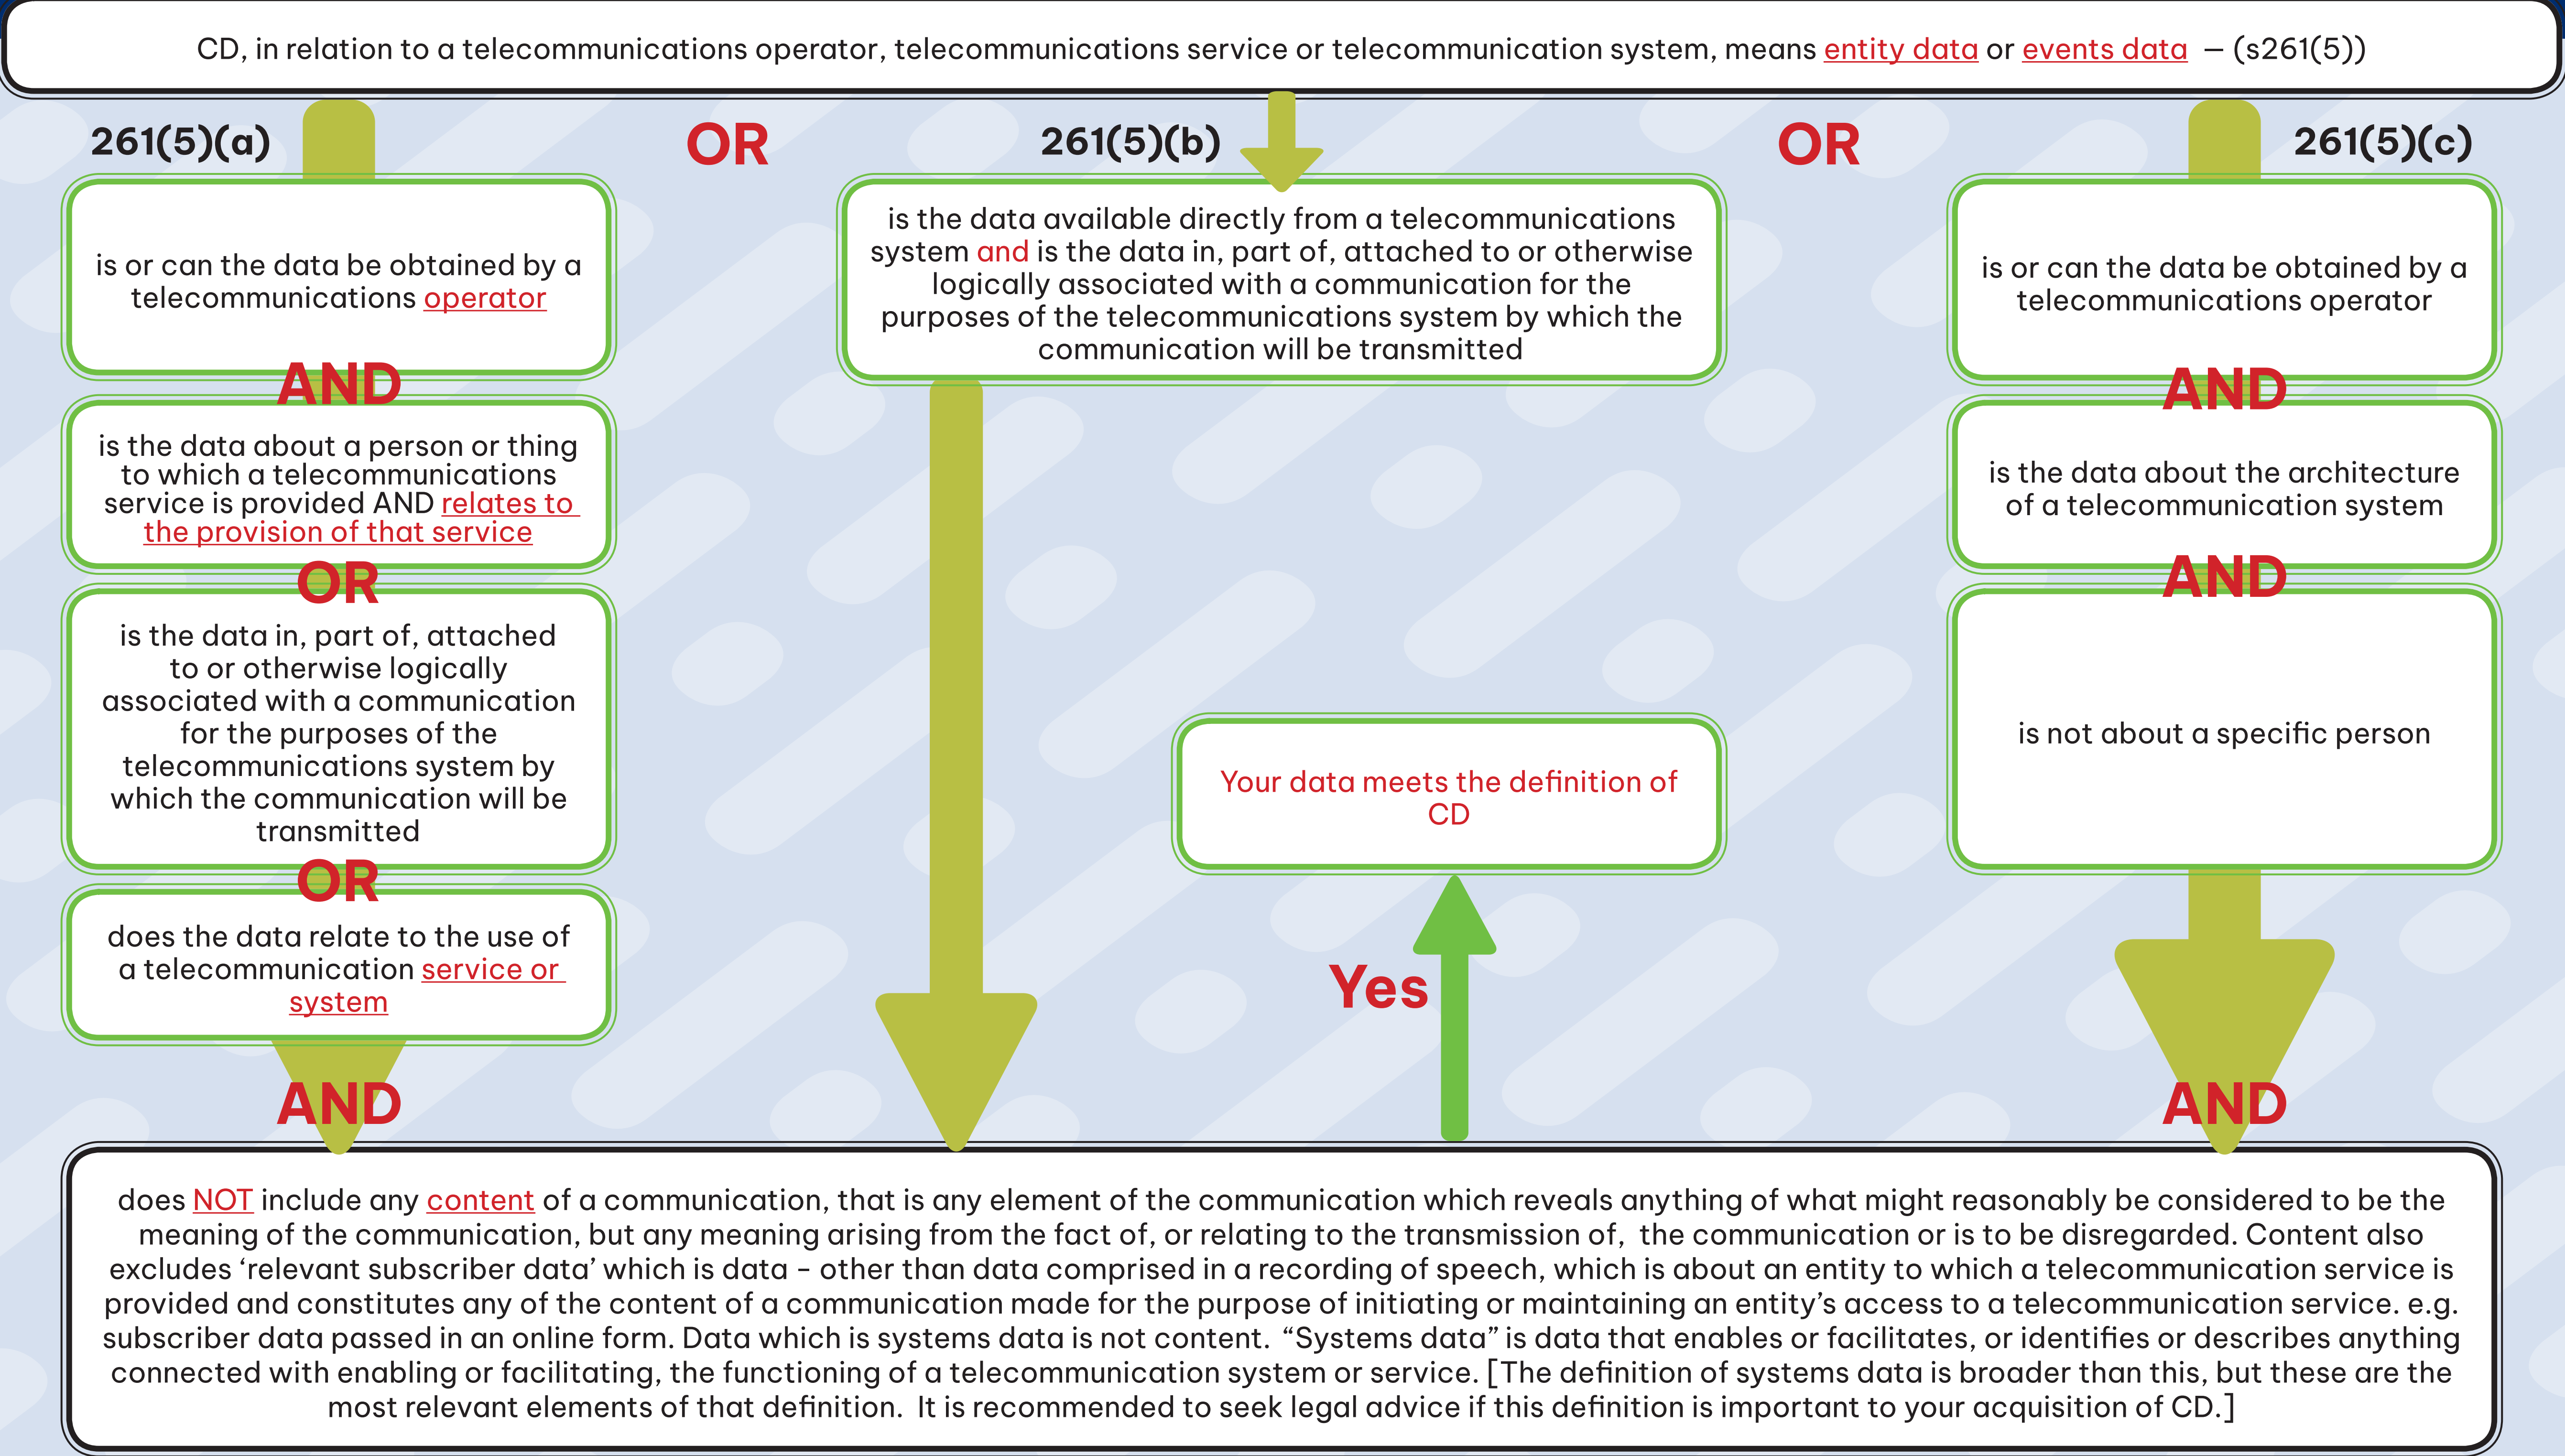 CD, in relation to a telecommunications operator, telecommunications service or telecommunication system, means entity data or events data – (s261(5))
261(5)(a)
OR
261(5)(b)
OR
261(5)(c)
is or can the data be obtained by a
telecommunications operator
AND
is the data about a person or thing
to which a telecommunications
service is provided AND relates to
the provision of that service
OR
is the data in, part of, attached
to or otherwise logically
associated with a communication
for the purposes of the
telecommunications system by
which the communication will be
transmitted
OR
does the data relate to the use of
a telecommunication service or
system
AND
is the data available directly from a telecommunications
system and is the data in, part of, attached to or otherwise
logically associated with a communication for the
purposes of the telecommunications system by which the
communication will be transmitted
Your data meets the definition of
CD
Yes
is or can the data be obtained by a
telecommunications operator
AND
is the data about the architecture
of a telecommunication system
AND
is not about a specific person
AND
does NOT include any content of a communication, that is any element of the communication which reveals anything of what might reasonably be considered to be the
meaning of the communication, but any meaning arising from the fact of, or relating to the transmission of,  the communication or is to be disregarded. Content also
excludes ‘relevant subscriber data’ which is data – other than data comprised in a recording of speech, which is about an entity to which a telecommunication service is
provided and constitutes any of the content of a communication made for the purpose of initiating or maintaining an entity’s access to a telecommunication service. e.g.
subscriber data passed in an online form. Data which is systems data is not content.  “Systems data” is data that enables or facilitates, or identifies or describes anything
connected with enabling or facilitating, the functioning of a telecommunication system or service. [The definition of systems data is broader than this, but these are the
most relevant elements of that definition.  It is recommended to seek legal advice if this definition is important to your acquisition of CD.]